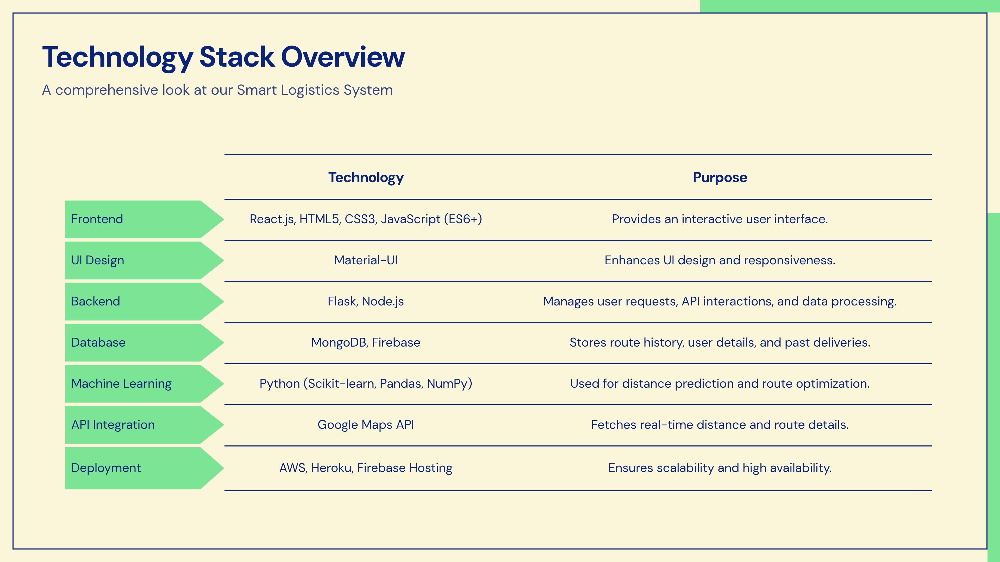 Technology Stack Overview
A comprehensive look at our Smart Logistics System
Technology Purpose
Frontend React.js, HTML5, CSS3, JavaScript (ES6+) Provides an interactive user interface.
UI Design Material-UI Enhances UI design and responsiveness.
Backend Flask, Node.js Manages user requests, API interactions, and data processing.
Database MongoDB, Firebase Stores route history, user details, and past deliveries.
Machine Learning Python (Scikit-learn, Pandas, NumPy) Used for distance prediction and route optimization.
API Integration Google Maps API Fetches real-time distance and route details.
Deployment AWS, Heroku, Firebase Hosting Ensures scalability and high availability.